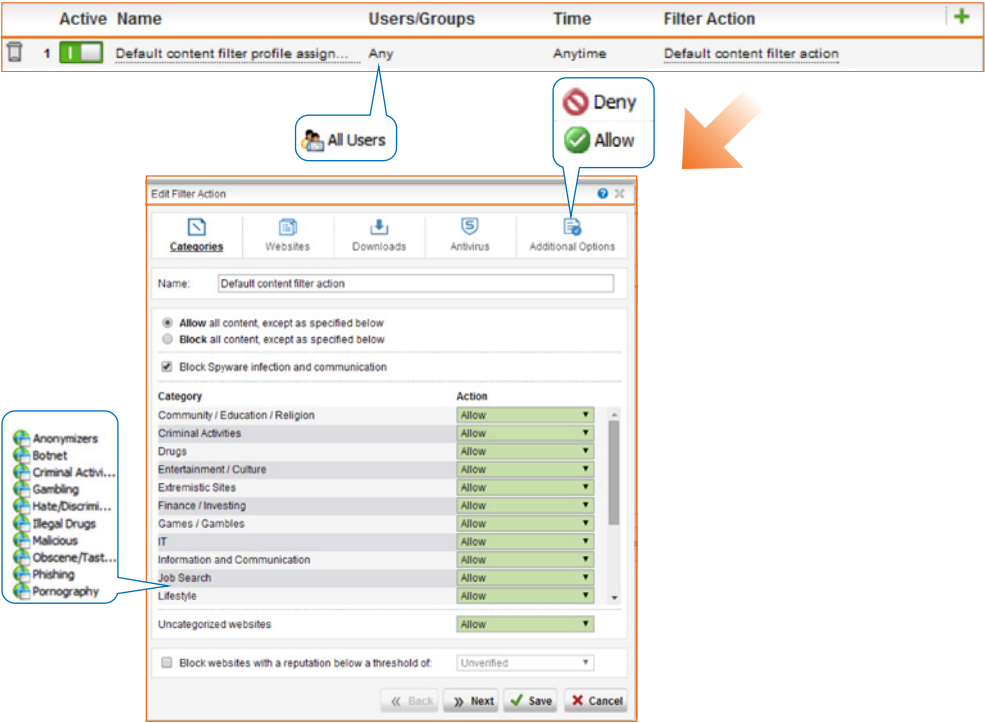 Active Name Users/Groups Time Filter Action
1 Default content filter profile assign... Any Anytime Default content filter action
All Users
Deny
Allow
Edit Filter Action
Categories Websites Downloads Antivirus Additional Options
Name: Default content filter action
Allow all content, except as specified below
Block all content, except as specified below
Block Spyware infection and communication
Category Action
Community / Education / Religion Allow
Criminal Activities Allow
Drugs Allow
Entertainment / Culture Allow
Extremistic Sites Allow
Finance / Investing Allow
Games / Gambles Allow
IT Allow
Information and Communication Allow
Job Search Allow
Lifestyle Allow
Uncategorized websites Allow
Block websites with a reputation below a threshold of: Unverified
Back Next Save Cancel
Anonymizers
Botnet
Criminal Activi...
Gambling
Hate/Discrimi...
Illegal Drugs
Malicious
Obscene/Tast...
Phishing
Pornography